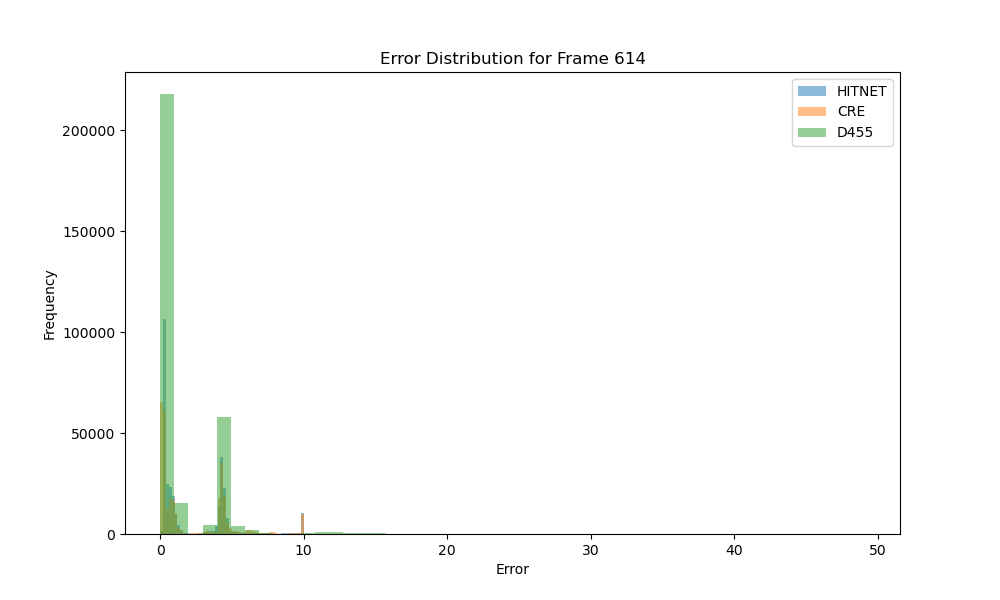 Error Distribution for Frame 614
HITNET
CRE
D455
Frequency
200000
150000
100000
50000
0
0 10 20 30 40 50
Error